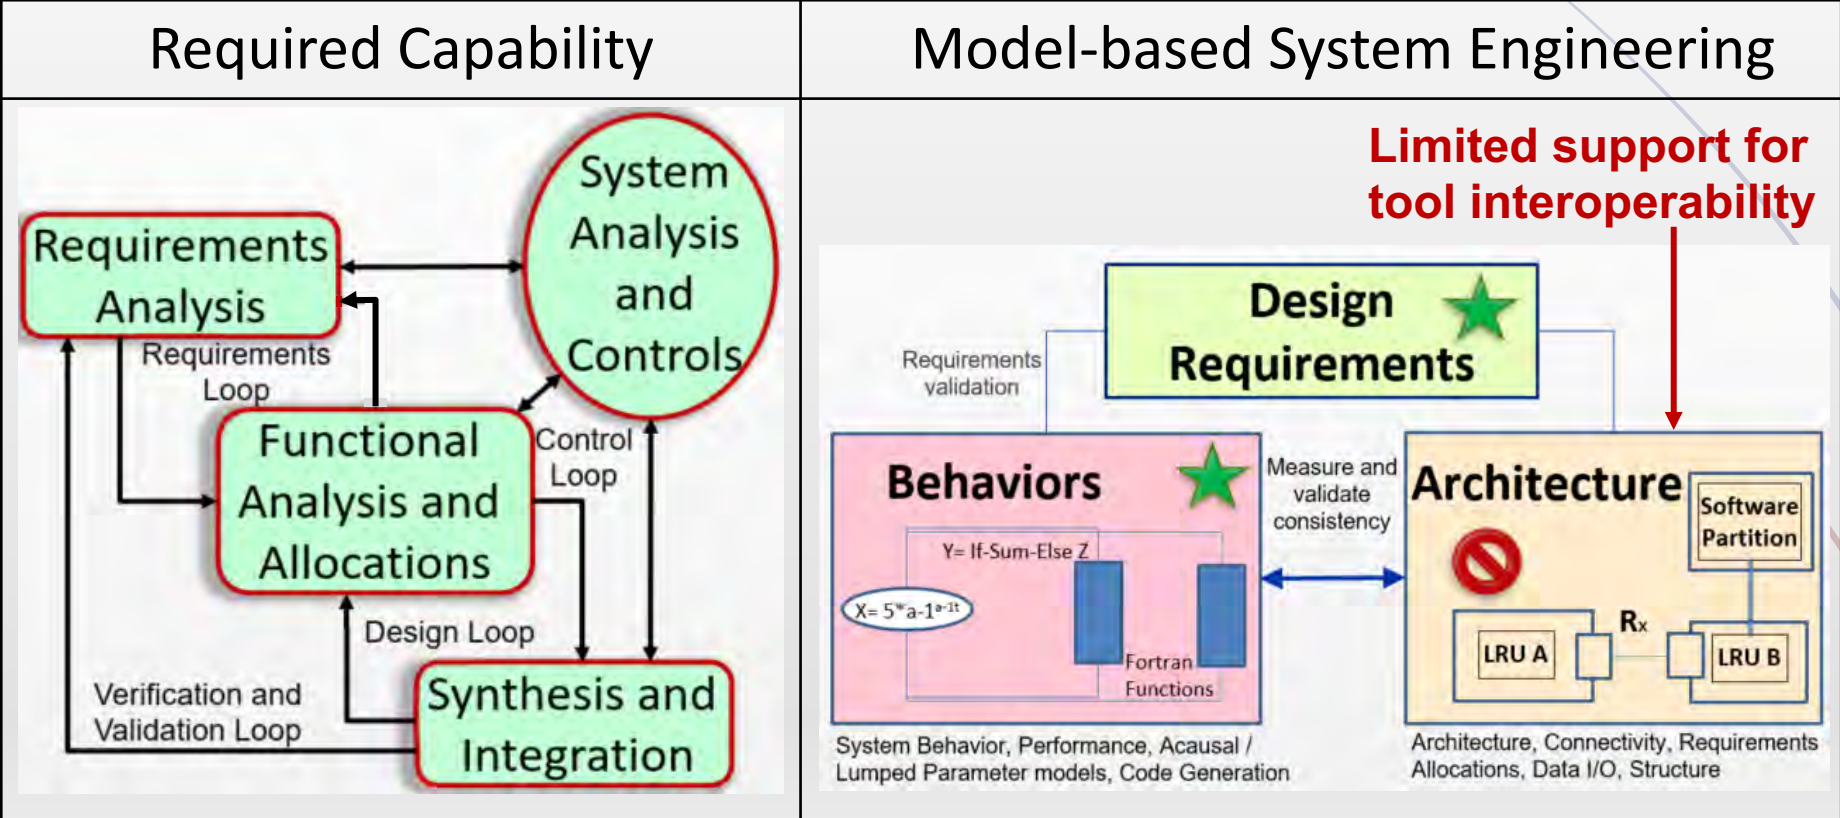 Required Capability
Model-based System Engineering
System
Analysis
and
Controls
Requirements
Analysis
Requirements
Loop
Functional
Analysis and
Allocations
Control
Loop
Design Loop
Verification and
Validation Loop
Synthesis and
Integration
Limited support for
tool interoperability
Design
Requirements
Requirements
validation
Behaviors
Y= If-Sum-Else Z
X= 5*a-1ᵃ⁻¹ᵗ
Fortran
Functions
Measure and
validate
consistency
Architecture
Software
Partition
Rx
LRU A
LRU B
System Behavior, Performance, Acausal /
Lumped Parameter models, Code Generation
Architecture, Connectivity, Requirements
Allocations, Data I/O, Structure